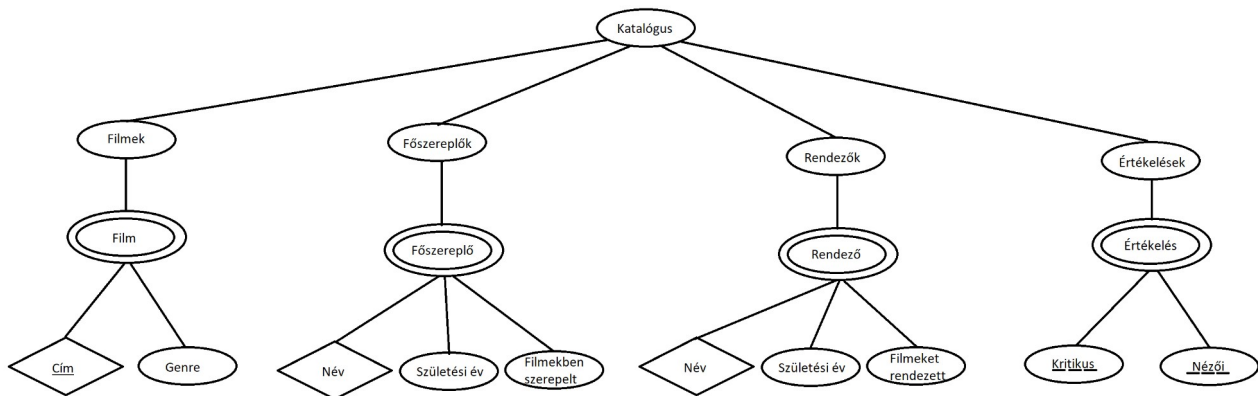 Katalógus
Filmek
Főszereplők
Rendezők
Értékelések
Film
Főszereplő
Rendező
Értékelés
Cím
Genre
Név
Születési év
Filmekben
szerepelt
Név
Születési év
Filmeket
rendezett
Kritikus
Nézői